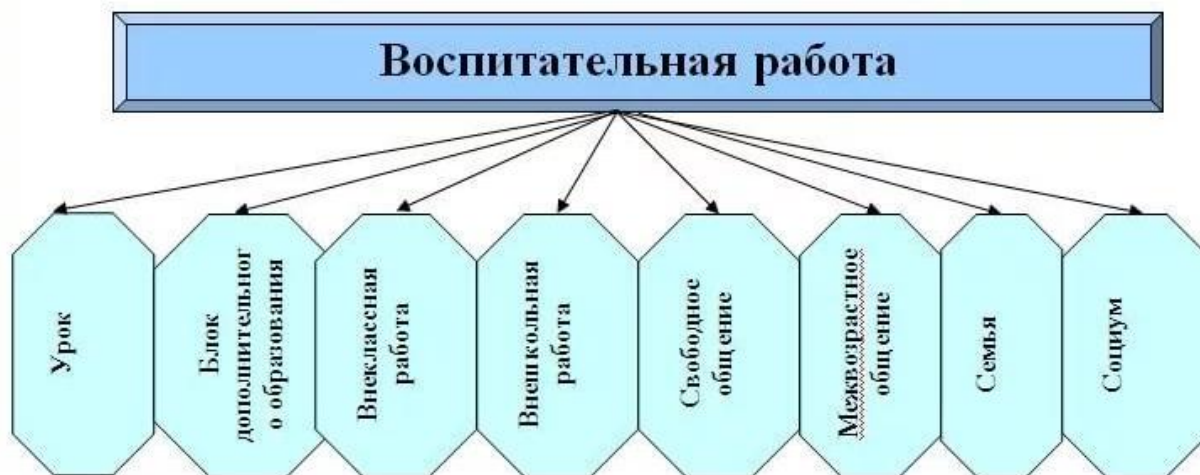 Воспитательная работа
Урок
Блок
дополнительног
о образования
Внеклассная
работа
Внешкольная
работа
Свободное
общение
Межвозрастное
общение
Семья
Социум